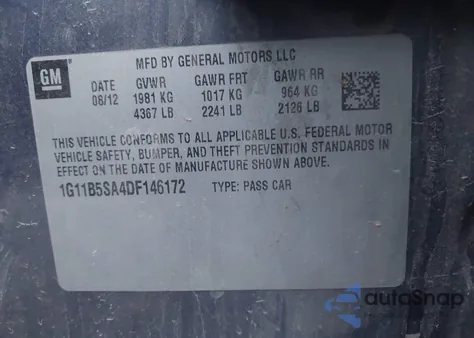 MFD BY GENERAL MOTORS LLC
GM
DATE GVWR GAWR FRT GAWR RR
08/12 1981 KG 1017 KG 964 KG
4367 LB 2241 LB 2126 LB
THIS VEHICLE CONFORMS TO ALL APPLICABLE U.S. FEDERAL MOTOR
VEHICLE SAFETY, BUMPER, AND THEFT PREVENTION STANDARDS IN
EFFECT ON THE DATE OF MANUFACTURE SHOWN ABOVE.
1G11B5SA4DF146172 TYPE: PASS CAR
autoSnap